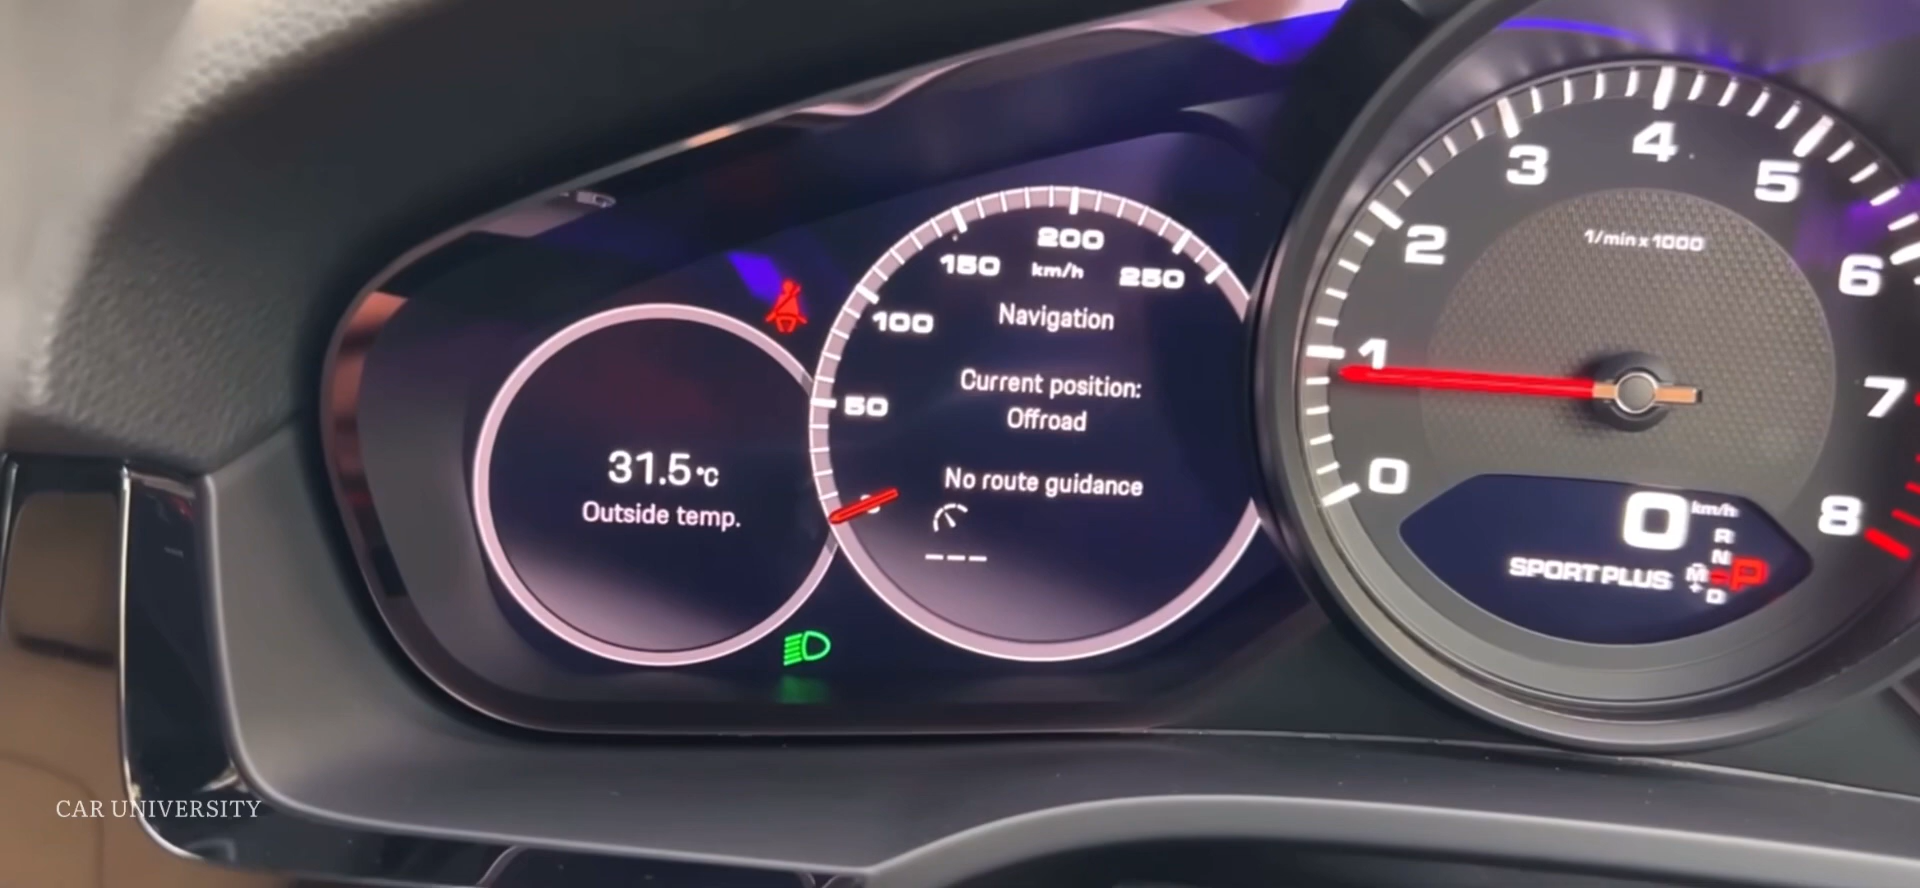 31.5°C
Outside temp.
200
150 km/h 250
100
50
0
Navigation
Current position:
Offroad
No route guidance
---
1/min x 1000
0
1
2
3
4
5
6
7
8
0 km/h
SPORT PLUS
R
N
M-P
+
D
CAR UNIVERSITY